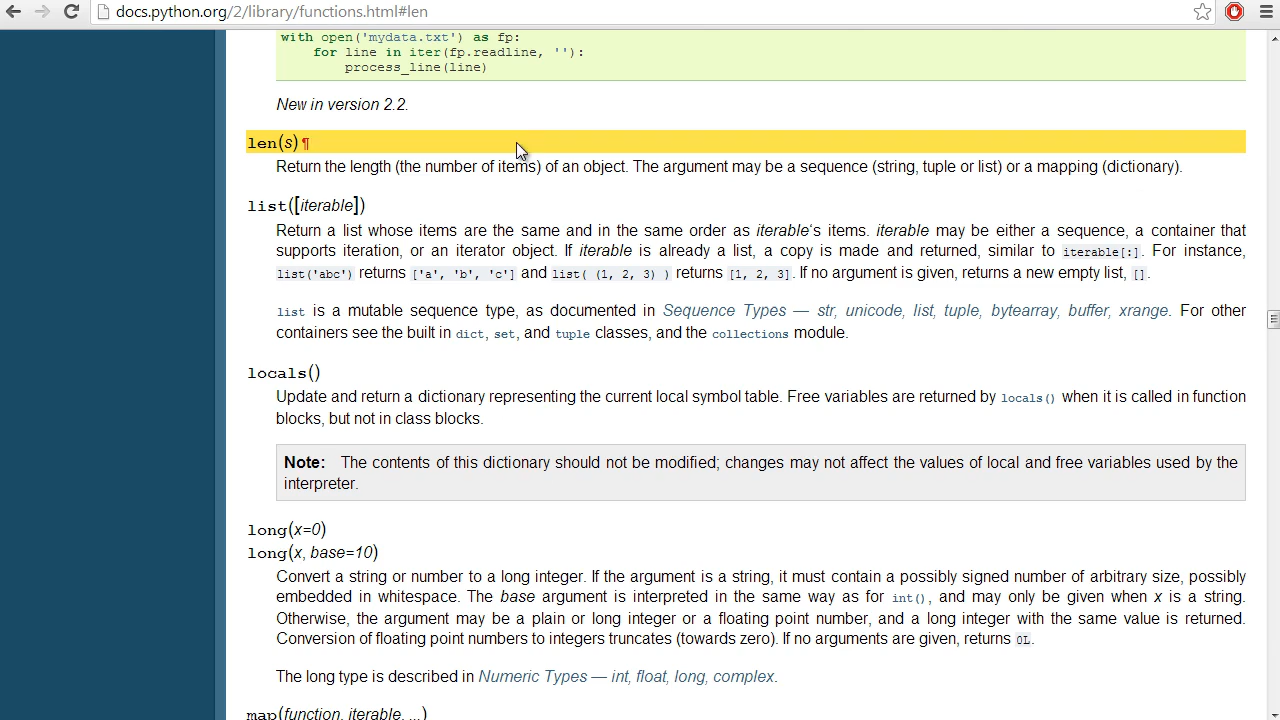 docs.python.org/2/library/functions.html#len
with open('mydata.txt') as fp:
for line in iter(fp.readline, ''):
process_line(line)
New in version 2.2.
len(s)¶
Return the length (the number of items) of an object. The argument may be a sequence (string, tuple or list) or a mapping (dictionary).
list([iterable])
Return a list whose items are the same and in the same order as iterable‘s items. iterable may be either a sequence, a container that
supports iteration, or an iterator object. If iterable is already a list, a copy is made and returned, similar to iterable[:]. For instance,
list('abc') returns ['a', 'b', 'c'] and list( (1, 2, 3) ) returns [1, 2, 3]. If no argument is given, returns a new empty list, [].
list is a mutable sequence type, as documented in Sequence Types — str, unicode, list, tuple, bytearray, buffer, xrange. For other
containers see the built in dict, set, and tuple classes, and the collections module.
locals()
Update and return a dictionary representing the current local symbol table. Free variables are returned by locals() when it is called in function
blocks, but not in class blocks.
Note: The contents of this dictionary should not be modified; changes may not affect the values of local and free variables used by the
interpreter.
long(x=0)
long(x, base=10)
Convert a string or number to a long integer. If the argument is a string, it must contain a possibly signed number of arbitrary size, possibly
embedded in whitespace. The base argument is interpreted in the same way as for int(), and may only be given when x is a string.
Otherwise, the argument may be a plain or long integer or a floating point number, and a long integer with the same value is returned.
Conversion of floating point numbers to integers truncates (towards zero). If no arguments are given, returns 0L.
The long type is described in Numeric Types — int, float, long, complex.
map(function, iterable, ...)